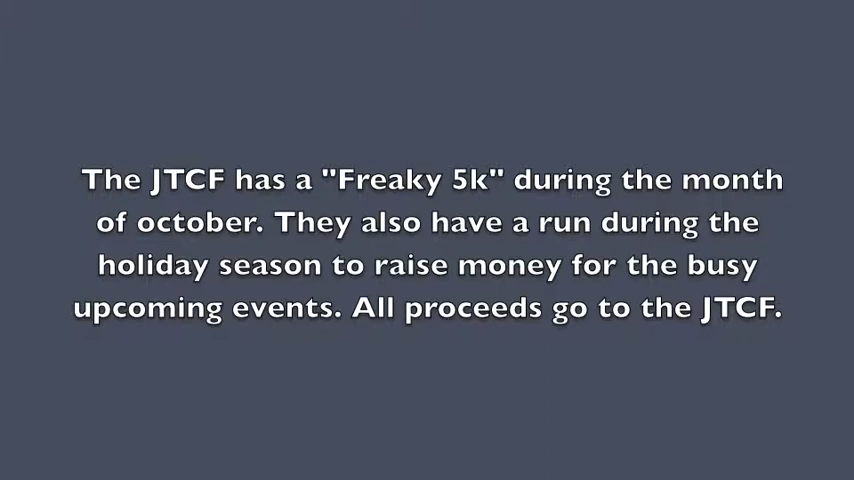 The JTCF has a "Freaky 5k" during the month
of october. They also have a run during the
holiday season to raise money for the busy
upcoming events. All proceeds go to the JTCF.